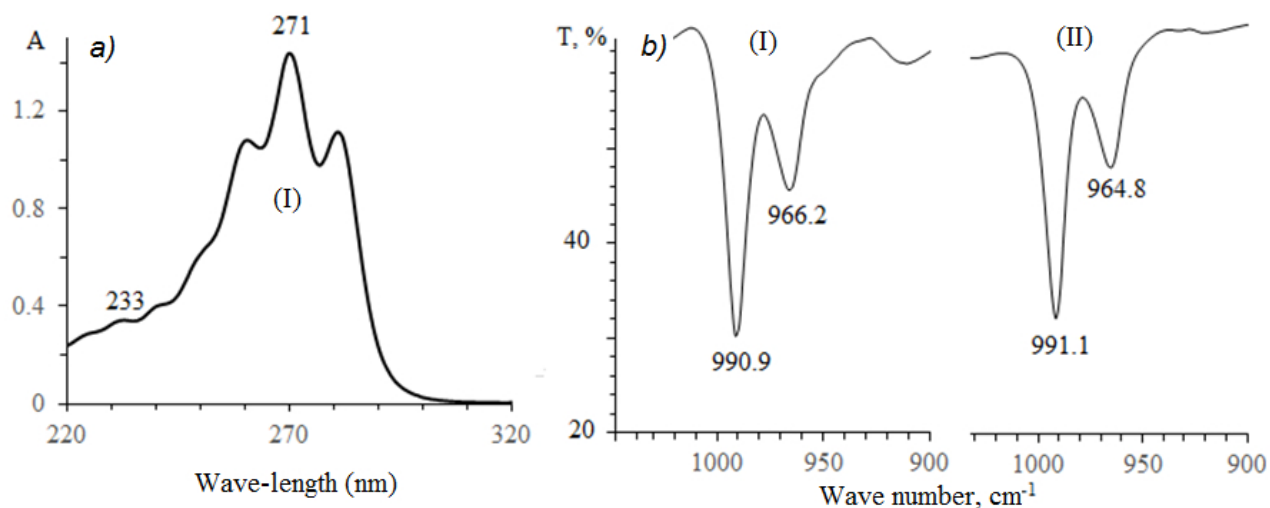 A
a)
271
1.2
(I)
0.8
233
0.4
0
220
270
320
Wave-length (nm)
T, %
b)
(I)
(II)
966.2
964.8
40
990.9
991.1
20
1000
950
900
1000
950
900
Wave number, cm-1